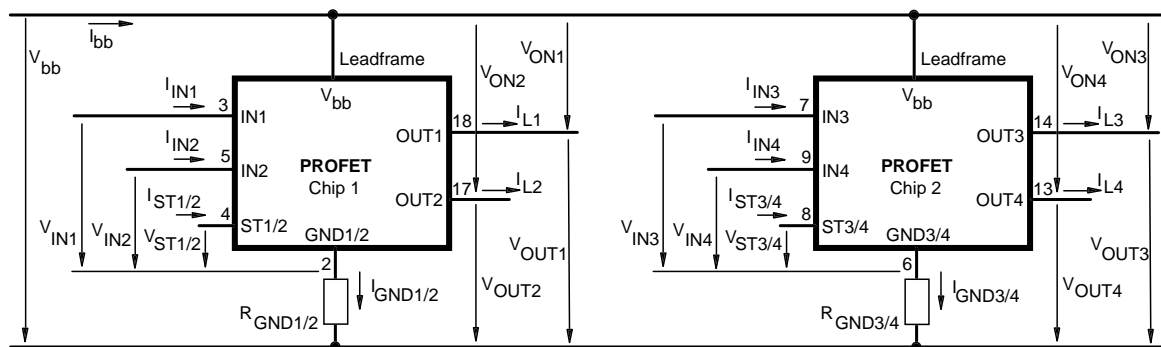 Ibb
Vbb
Leadframe
Vbb
IIN1
3
IN1
IIN2
5
IN2
PROFET
Chip 1
IST1/2
4
ST1/2
GND1/2
OUT1
18
IL1
OUT2
17
IL2
VON1
VON2
VIN1
VIN2
VST1/2
2
RGND1/2
IGND1/2
VOUT1
VOUT2
Leadframe
Vbb
IIN3
7
IN3
IIN4
9
IN4
PROFET
Chip 2
IST3/4
8
ST3/4
GND3/4
OUT3
14
IL3
OUT4
13
IL4
VON3
VON4
VIN3
VIN4
VST3/4
6
RGND3/4
IGND3/4
VOUT3
VOUT4